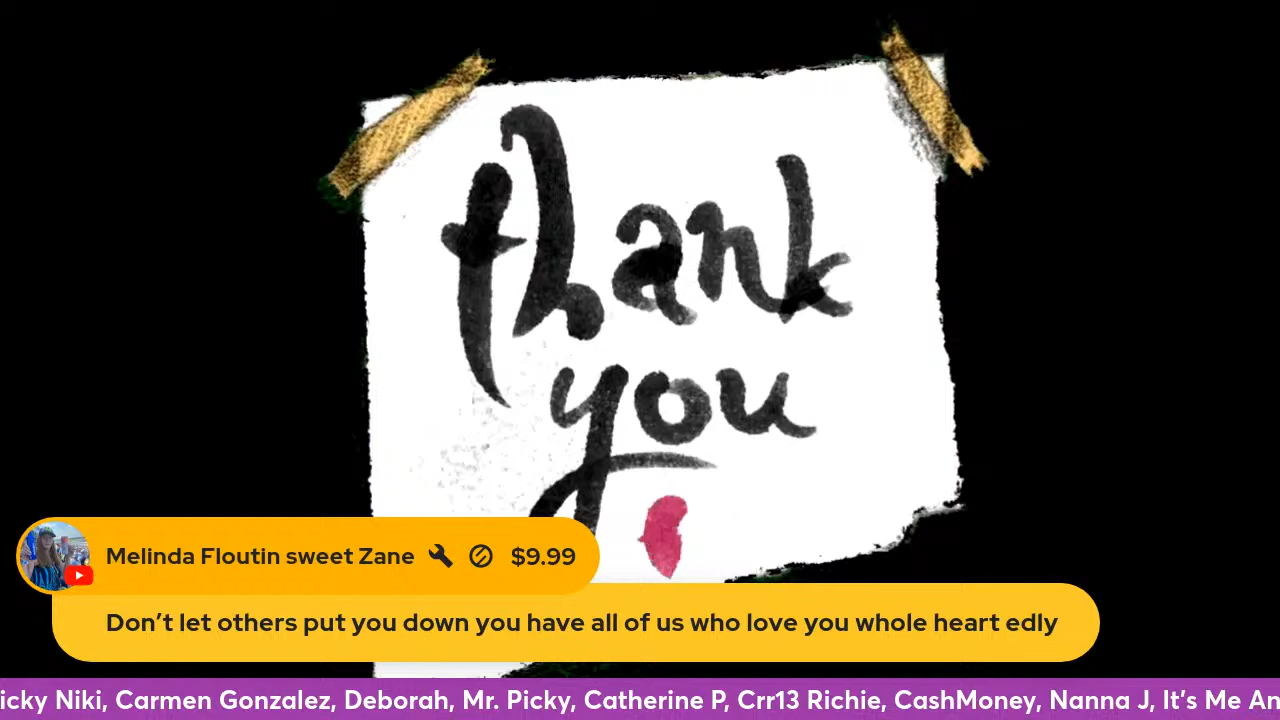 thank
you
Melinda Floutin sweet Zane $9.99
Don’t let others put you down you have all of us who love you whole heart edly
icky Niki, Carmen Gonzalez, Deborah, Mr. Picky, Catherine P, Crr13 Richie, CashMoney, Nanna J, It’s Me An